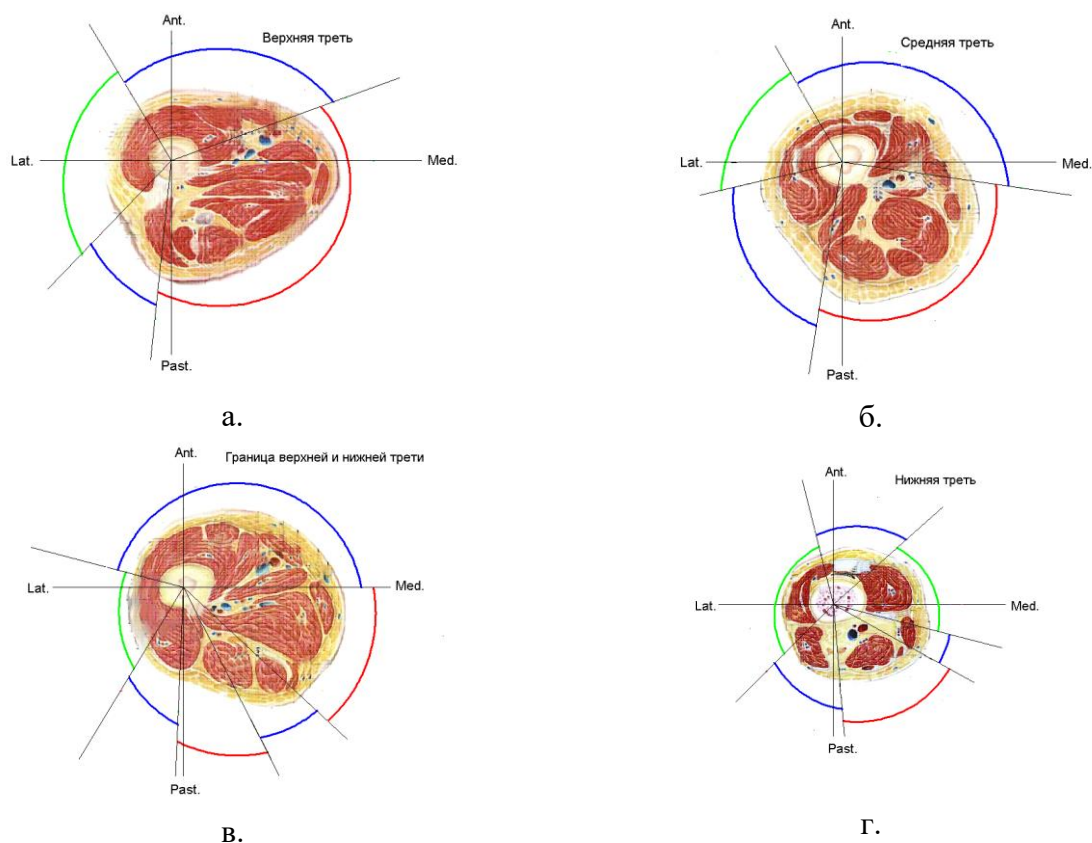 Ant.
Верхняя треть
Lat.
Med.
Past.
а.
Ant.
Средняя треть
Lat.
Med.
Past.
б.
Ant.
Граница верхней и нижней трети
Lat.
Med.
Past.
в.
Ant.
Нижняя треть
Lat.
Med.
Past.
г.